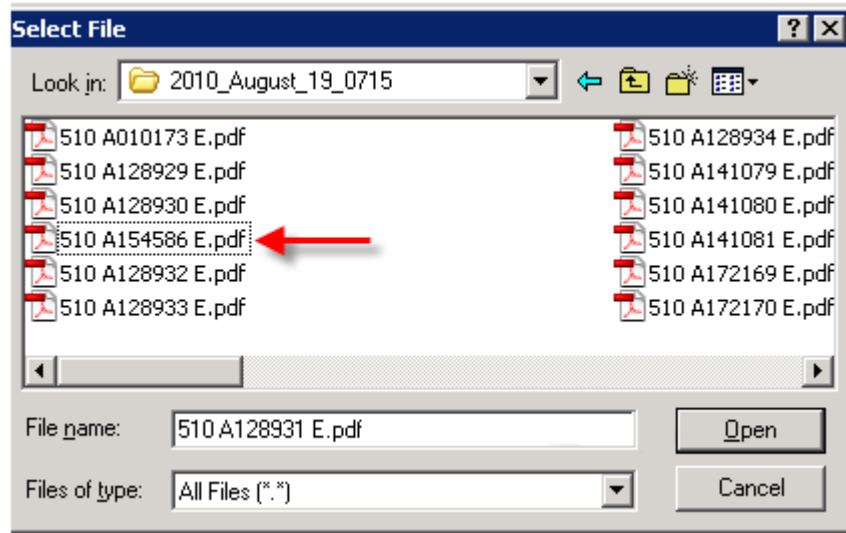 Select File
Look in: 2010_August_19_0715
510 A010173 E.pdf
510 A128929 E.pdf
510 A128930 E.pdf
510 A154586 E.pdf
510 A128932 E.pdf
510 A128933 E.pdf
510 A128934 E.pdf
510 A141079 E.pdf
510 A141080 E.pdf
510 A141081 E.pdf
510 A172169 E.pdf
510 A172170 E.pdf
File name: 510 A128931 E.pdf
Open
Files of type: All Files (*.*)
Cancel